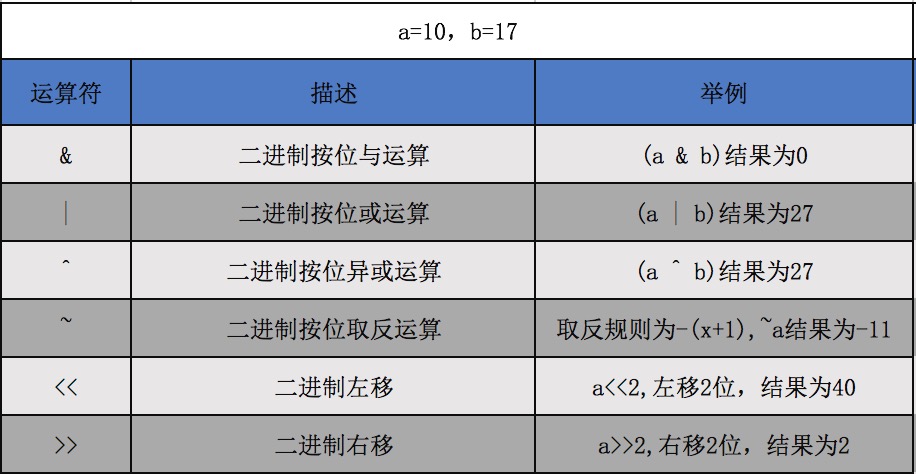 a=10，b=17
运算符 描述 举例
& 二进制按位与运算 (a & b)结果为0
| 二进制按位或运算 (a | b)结果为27
^ 二进制按位异或运算 (a ^ b)结果为27
~ 二进制按位取反运算 取反规则为-(x+1),~a结果为-11
<< 二进制左移 a<<2,左移2位，结果为40
>> 二进制右移 a>>2,右移2位，结果为2